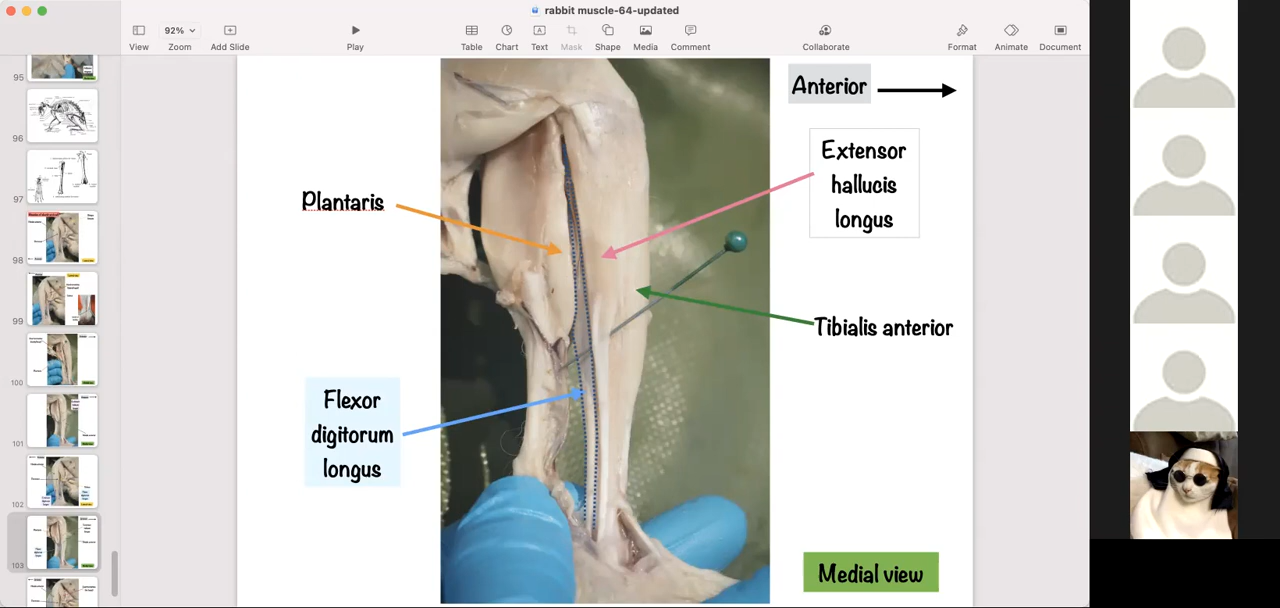 rabbit muscle-64-updated
92%
View
Zoom
Add Slide
Play
Table
Chart
Text
Mask
Shape
Media
Comment
Collaborate
Format
Animate
Document
95
96
97
98
99
100
101
102
103
Anterior
Extensor
hallucis
longus
Plantaris
Tibialis anterior
Flexor
digitorum
longus
Medial view